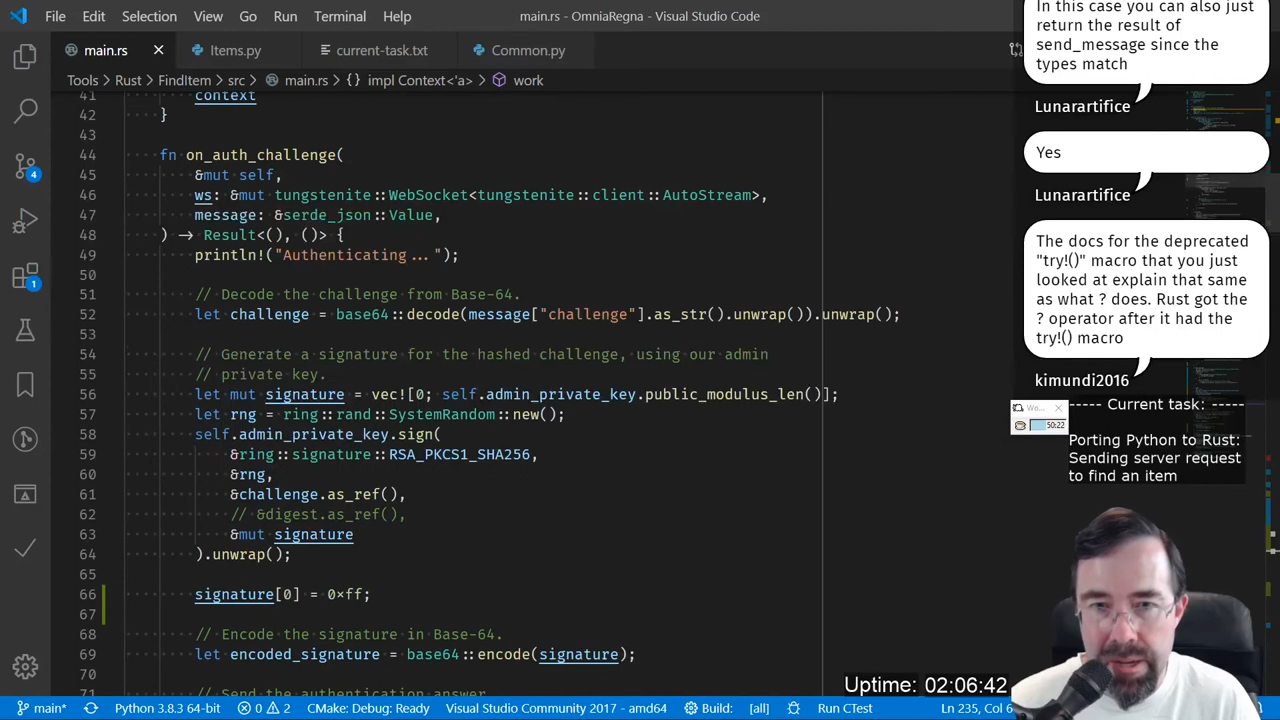 File Edit Selection View Go Run Terminal Help
main.rs - OmniaRegna - Visual Studio Code
main.rs Items.py current-task.txt Common.py
Tools > Rust > FindItem > src > main.rs > {} impl Context<'a> > work
41 context
42 }
43
44 fn on_auth_challenge(
45 &mut self,
46 ws: &mut tungstenite::WebSocket<tungstenite::client::AutoStream>,
47 message: &serde_json::Value,
48 ) -> Result<(), ()> {
49 println!("Authenticating...");
50
51 // Decode the challenge from Base-64.
52 let challenge = base64::decode(message["challenge"].as_str().unwrap()).unwrap();
53
54 // Generate a signature for the hashed challenge, using our admin
55 // private key.
56 let mut signature = vec![0; self.admin_private_key.public_modulus_len()];
57 let rng = ring::rand::SystemRandom::new();
58 self.admin_private_key.sign(
59 &ring::signature::RSA_PKCS1_SHA256,
60 &rng,
61 &challenge.as_ref(),
62 // &digest.as_ref(),
63 &mut signature
64 ).unwrap();
65
66 signature[0] = 0xff;
67
68 // Encode the signature in Base-64.
69 let encoded_signature = base64::encode(signature);
70
71 // Send the authentication answer
In this case you can also just
return the result of
send_message since the
types match
Lunarartifice
Yes
Lunarartifice
The docs for the deprecated
"try!()" macro that you just
looked at explain that same
as what ? does. Rust got the
? operator after it had the
try!() macro
kimundi2016
Wo...
50:22
----- Current task: -----
Porting Python to Rust:
Sending server request
to find an item
4
1
Uptime: 02:06:42
main* Python 3.8.3 64-bit 0 2 CMake: Debug: Ready Visual Studio Community 2017 - amd64 Build: [all] Run CTest Ln 235, Col 6